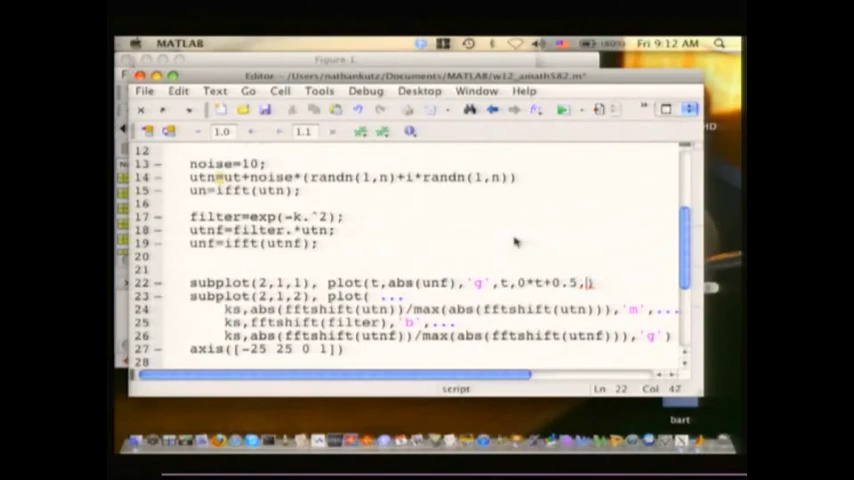 MATLAB
Fri 9:12 AM
Figure 1
Editor - /Users/nathankutz/Documents/MATLAB/w12_amath582.m*
File Edit Text Go Cell Tools Debug Desktop Window Help
1.0
1.1
12
13 noise=10;
14 utn=ut+noise*(randn(1,n)+i*randn(1,n))
15 un=ifft(utn);
16
17 filter=exp(-k.^2);
18 utnf=filter.*utn;
19 unf=ifft(utnf);
20
21
22 subplot(2,1,1), plot(t,abs(unf),'g',t,0*t+0.5,)
23 subplot(2,1,2), plot( ...
24 ks,abs(fftshift(utn))/max(abs(fftshift(utn))),'m',...
25 ks,fftshift(filter),'b',...
26 ks,abs(fftshift(utnf))/max(abs(fftshift(utnf))),'g')
27 axis([-25 25 0 1])
28
script
Ln 22 Col 47
HD
bart